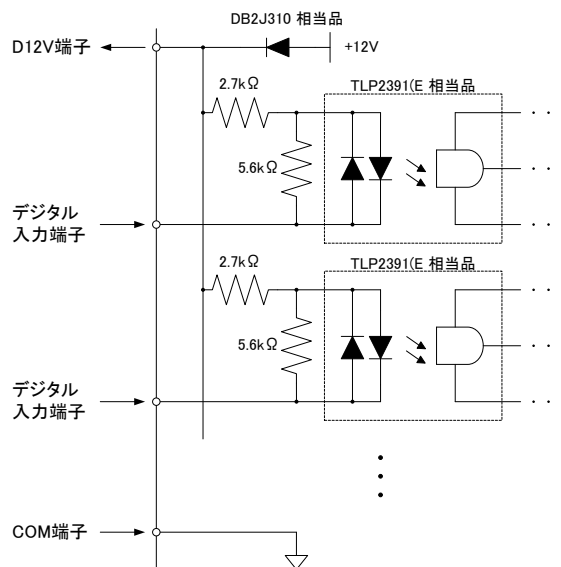 DB2J310 相当品
D12V端子
+12V
2.7kΩ
TLP2391(E 相当品
5.6kΩ
デジタル
入力端子
2.7kΩ
TLP2391(E 相当品
5.6kΩ
デジタル
入力端子
COM端子